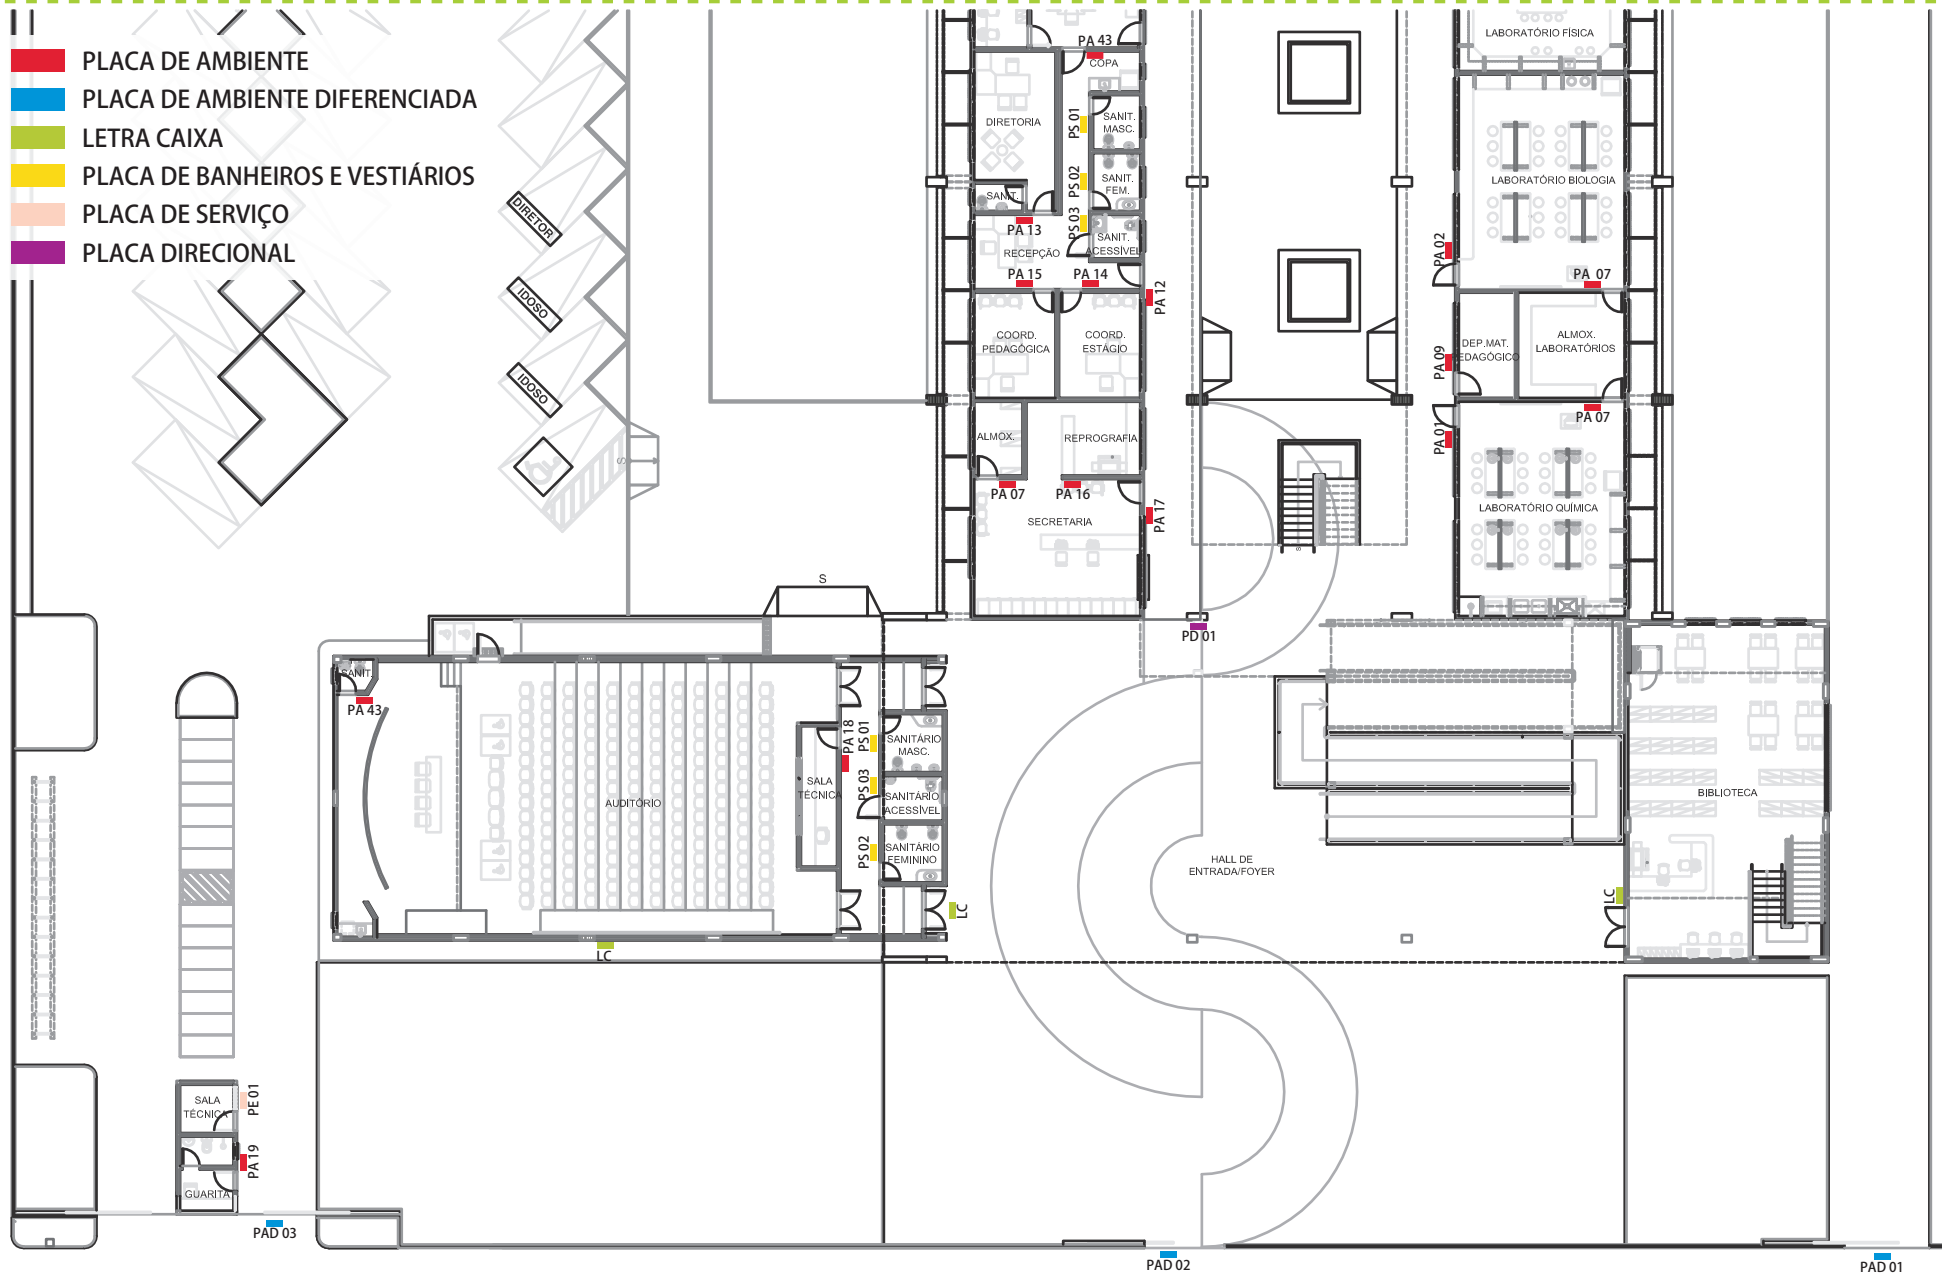 PLACA DE AMBIENTE
PLACA DE AMBIENTE DIFERENCIADA
LETRA CAIXA
PLACA DE BANHEIROS E VESTIÁRIOS
PLACA DE SERVIÇO
PLACA DIRECIONAL
DIRETOR
IDOSO
IDOSO
S
PA 43
COPA
DIRETORIA
PS 01
SANIT.
MASC.
PS 02
SANIT.
FEM.
SANIT.
PA 13
PS 03
SANIT.
ACESSÍVEL
RECEPÇÃO
PA 15
PA 14
PA 12
COORD.
PEDAGÓGICA
COORD.
ESTÁGIO
ALMOX.
REPROGRAFIA
PA 07
PA 16
SECRETARIA
PA 17
S
PD 01
LABORATÓRIO FÍSICA
LABORATÓRIO BIOLOGIA
PA 02
PA 07
DEP.MAT.
PEDAGÓGICO
ALMOX.
LABORATÓRIOS
PA 09
PA 07
PA 01
LABORATÓRIO QUÍMICA
S
SANIT.
PA 43
AUDITÓRIO
SALA
TÉCNICA
PA 18
PS 01
SANITÁRIO
MASC.
PS 03
SANITÁRIO
ACESSÍVEL
PS 02
SANITÁRIO
FEMININO
LC
LC
HALL DE
ENTRADA/FOYER
BIBLIOTECA
LC
SALA
TÉCNICA
PE 01
PA 19
GUARITA
PAD 03
PAD 02
PAD 01